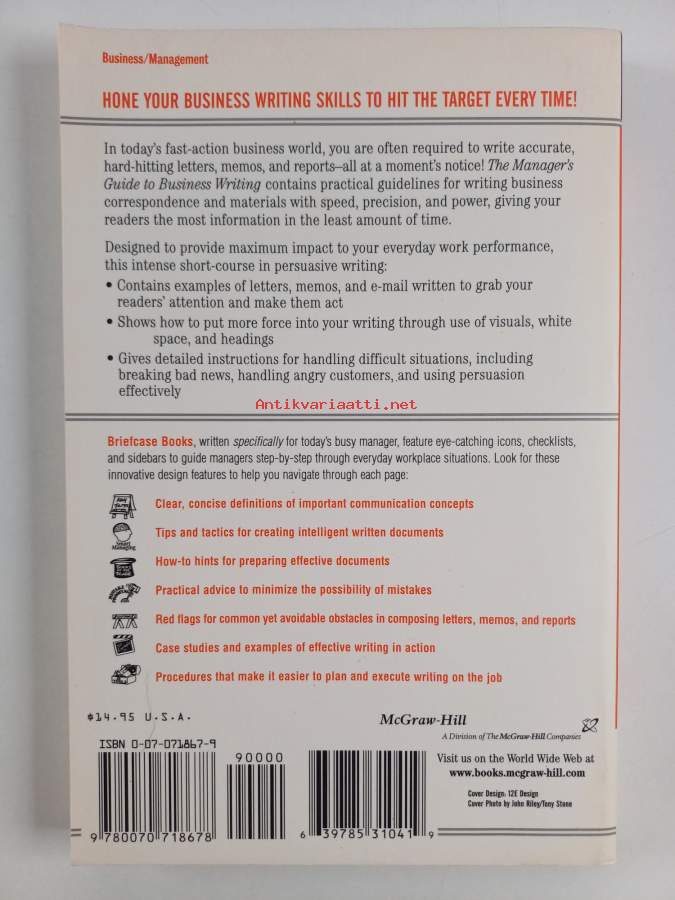 Business/Management
HONE YOUR BUSINESS WRITING SKILLS TO HIT THE TARGET EVERY TIME!
In today's fast-action business world, you are often required to write accurate,
hard-hitting letters, memos, and reports–all at a moment's notice! The Manager's
Guide to Business Writing contains practical guidelines for writing business
correspondence and materials with speed, precision, and power, giving your
readers the most information in the least amount of time.
Designed to provide maximum impact to your everyday work performance,
this intense short-course in persuasive writing:
• Contains examples of letters, memos, and e-mail written to grab your
readers' attention and make them act
• Shows how to put more force into your writing through use of visuals, white
space, and headings
• Gives detailed instructions for handling difficult situations, including
breaking bad news, handling angry customers, and using persuasion
effectively
Antikvariaatti.net
Briefcase Books, written specifically for today's busy manager, feature eye-catching icons, checklists,
and sidebars to guide managers step-by-step through everyday workplace situations. Look for these
innovative design features to help you navigate through each page:
Clear, concise definitions of important communication concepts
Tips and tactics for creating intelligent written documents
How-to hints for preparing effective documents
Practical advice to minimize the possibility of mistakes
Red flags for common yet avoidable obstacles in composing letters, memos, and reports
Case studies and examples of effective writing in action
Procedures that make it easier to plan and execute writing on the job
$14.95 U.S.A.
McGraw-Hill
A Division of The McGraw-Hill Companies
ISBN 0-07-071867-9
90000
Visit us on the World Wide Web at
www.books.mcgraw-hill.com
Cover Design: 12E Design
Cover Photo by John Riley/Tony Stone
9 780070 718678
6 39785 31041 9